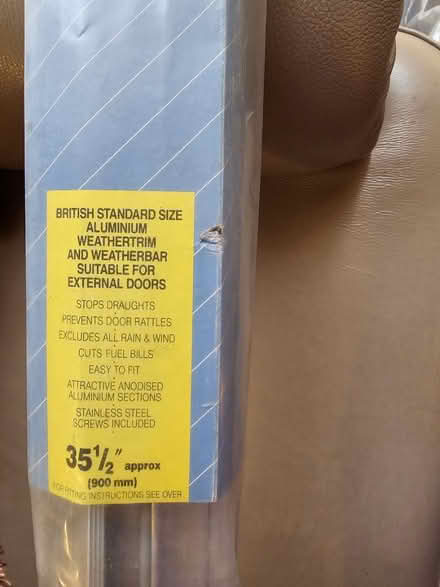 BRITISH STANDARD SIZE
ALUMINIUM
WEATHERTRIM
AND WEATHERBAR
SUITABLE FOR
EXTERNAL DOORS
STOPS DRAUGHTS
PREVENTS DOOR RATTLES
EXCLUDES ALL RAIN & WIND
CUTS FUEL BILLS
EASY TO FIT
ATTRACTIVE ANODISED
ALUMINIUM SECTIONS
STAINLESS STEEL
SCREWS INCLUDED
35½" approx
(900 mm)
FOR FITTING INSTRUCTIONS SEE OVER